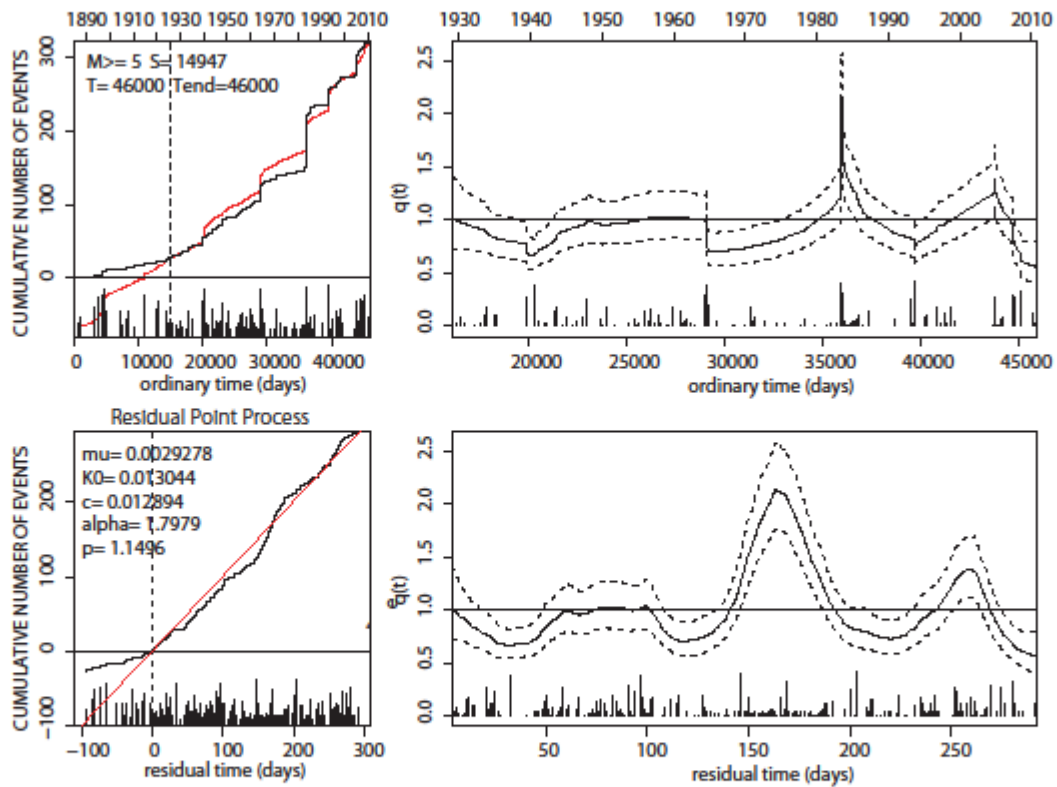 1890 1910 1930 1950 1970 1990 2010
1930 1940 1950 1965 1974 1983 1994 2002 2010
CUMULATIVE NUMBER OF EVENTS
300
200
100
0
M>= 5 S= 14947
T= 46000 Tend=46000
0 10000 20000 30000 40000
ordinary time (days)
q(t)
2.5
2.0
1.5
1.0
0.5
0.0
20000 25000 30000 35000 40000 45000
ordinary time (days)
Residual Point Process
CUMULATIVE NUMBER OF EVENTS
200
100
0
-100
mu= 0.0029278
K0= 0.013044
c= 0.012894
alpha= 1.7979
p= 1.1496
-100 0 100 200 300
residual time (days)
eq(t)
2.5
2.0
1.5
1.0
0.5
0.0
50 100 150 200 250
residual time (days)